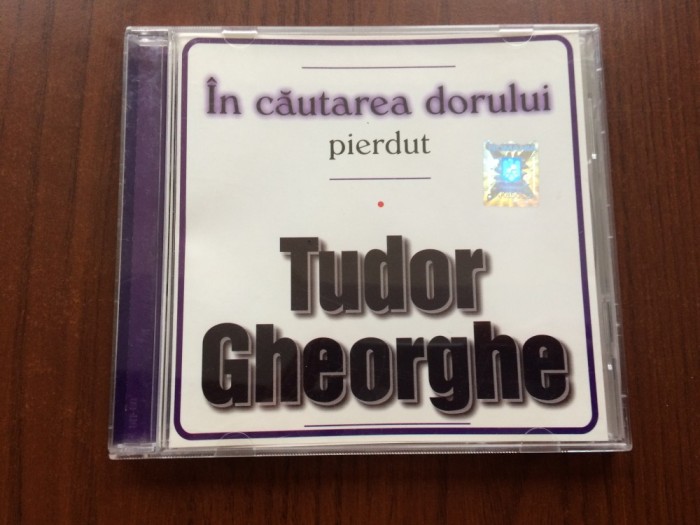 În căutarea dorului
pierdut
Tudor
Gheorghe